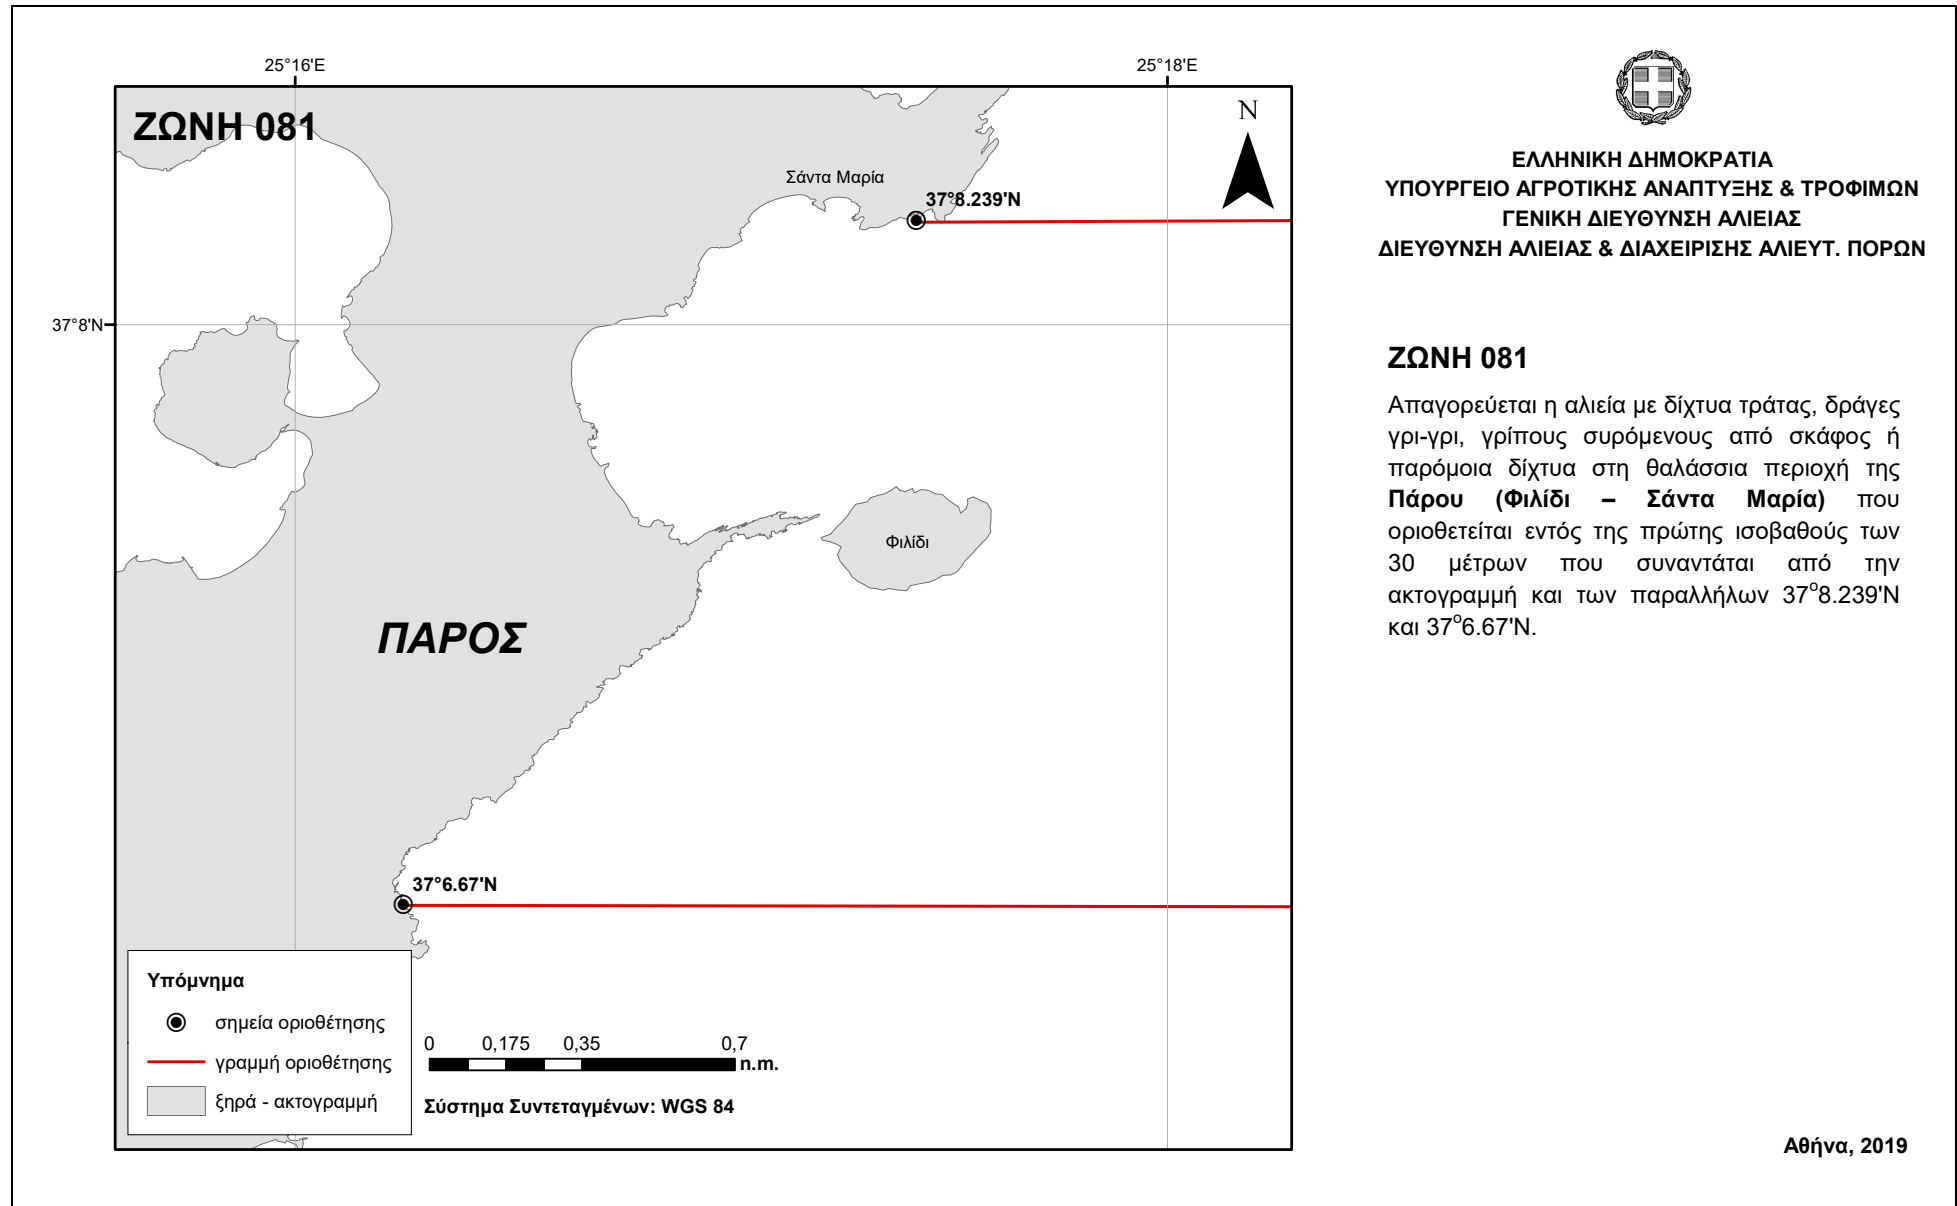 25°16'E
25°18'E
ΖΩΝΗ 081
N
Σάντα Μαρία
37°8.239'N
37°8'N
Φιλίδι
ΠΑΡΟΣ
37°6.67'N
Υπόμνημα
σημεία οριοθέτησης
γραμμή οριοθέτησης
ξηρά - ακτογραμμή
0 0,175 0,35 0,7
n.m.
Σύστημα Συντεταγμένων: WGS 84
ΕΛΛΗΝΙΚΗ ΔΗΜΟΚΡΑΤΙΑ
ΥΠΟΥΡΓΕΙΟ ΑΓΡΟΤΙΚΗΣ ΑΝΑΠΤΥΞΗΣ & ΤΡΟΦΙΜΩΝ
ΓΕΝΙΚΗ ΔΙΕΥΘΥΝΣΗ ΑΛΙΕΙΑΣ
ΔΙΕΥΘΥΝΣΗ ΑΛΙΕΙΑΣ & ΔΙΑΧΕΙΡΙΣΗΣ ΑΛΙΕΥΤ. ΠΟΡΩΝ
ΖΩΝΗ 081
Απαγορεύεται η αλιεία με δίχτυα τράτας, δράγες
γρι-γρι, γρίπους συρόμενους από σκάφος ή
παρόμοια δίχτυα στη θαλάσσια περιοχή της
Πάρου (Φιλίδι – Σάντα Μαρία) που
οριοθετείται εντός της πρώτης ισοβαθούς των
30 μέτρων που συναντάται από την
ακτογραμμή και των παραλλήλων 37°8.239'N
και 37°6.67'N.
Αθήνα, 2019